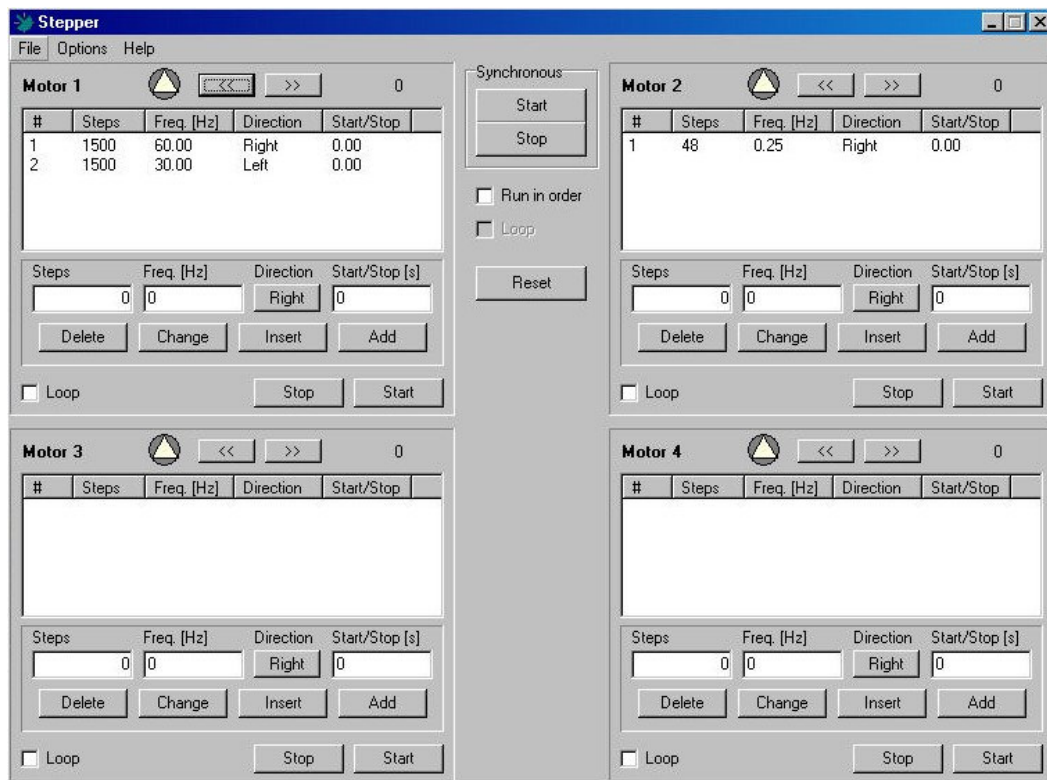 Stepper
File Options Help
Motor 1 << >> 0
# Steps Freq. [Hz] Direction Start/Stop
1 1500 60.00 Right 0.00
2 1500 30.00 Left 0.00
Steps Freq. [Hz] Direction Start/Stop [s]
0 0 Right 0
Delete Change Insert Add
Loop Stop Start
Synchronous
Start
Stop
Run in order
Loop
Reset
Motor 2 << >> 0
# Steps Freq. [Hz] Direction Start/Stop
1 48 0.25 Right 0.00
Steps Freq. [Hz] Direction Start/Stop [s]
0 0 Right 0
Delete Change Insert Add
Loop Stop Start
Motor 3 << >> 0
# Steps Freq. [Hz] Direction Start/Stop
Steps Freq. [Hz] Direction Start/Stop [s]
0 0 Right 0
Delete Change Insert Add
Loop Stop Start
Motor 4 << >> 0
# Steps Freq. [Hz] Direction Start/Stop
Steps Freq. [Hz] Direction Start/Stop [s]
0 0 Right 0
Delete Change Insert Add
Loop Stop Start